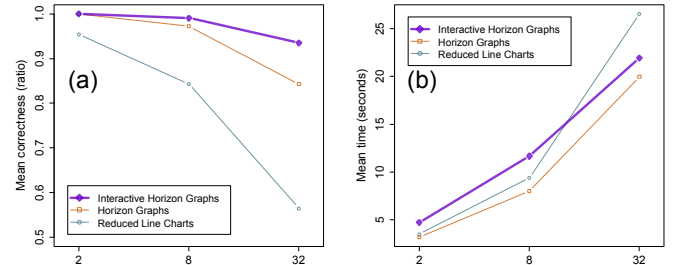 Mean correctness (ratio)
1.0
0.9
0.8
0.7
0.6
0.5
(a)
Interactive Horizon Graphs
Horizon Graphs
Reduced Line Charts
2 8 32
Mean time (seconds)
25
20
15
10
5
Interactive Horizon Graphs
Horizon Graphs
Reduced Line Charts
(b)
2 8 32